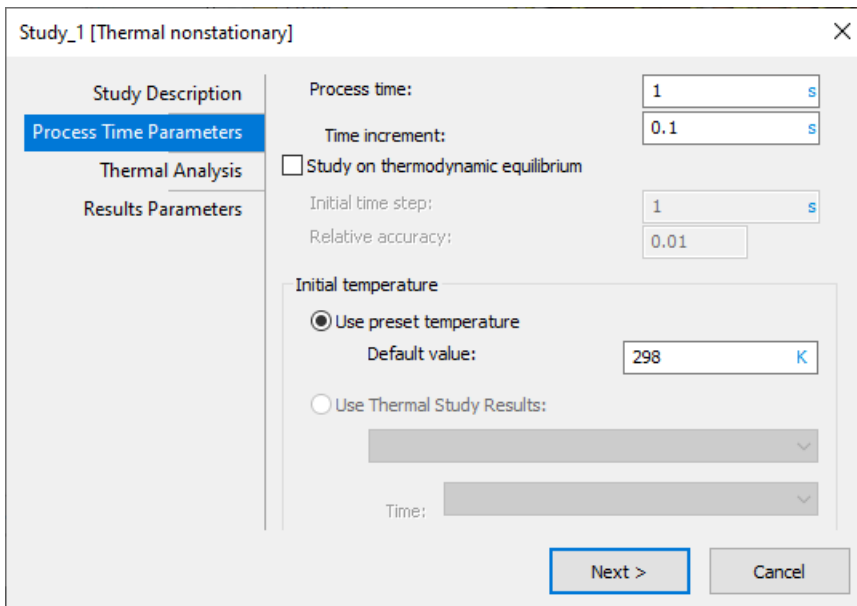 Study_1 [Thermal nonstationary]
Study Description
Process Time Parameters
Thermal Analysis
Results Parameters
Process time: 1 s
Time increment: 0.1 s
Study on thermodynamic equilibrium
Initial time step: 1 s
Relative accuracy: 0.01
Initial temperature
Use preset temperature
Default value: 298 K
Use Thermal Study Results:
Time:
Next >
Cancel